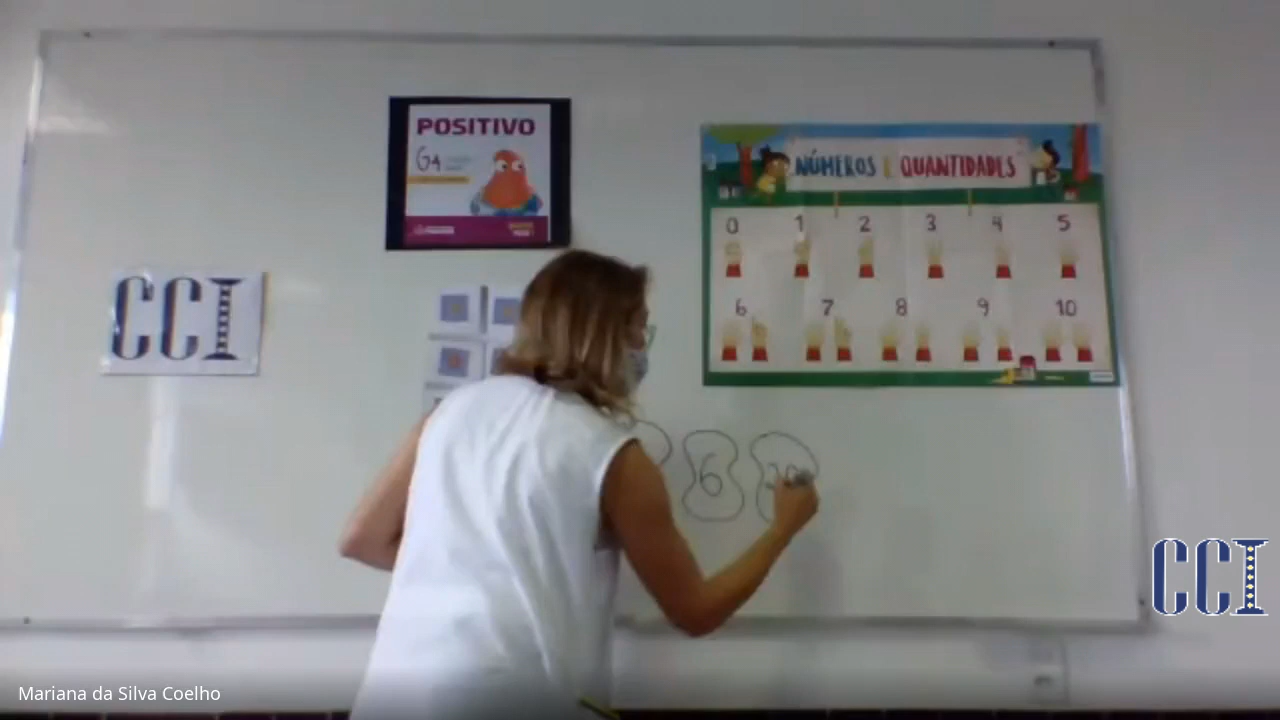 POSITIVO
G4
NÚMEROS E QUANTIDADES
0 1 2 3 4 5
6 7 8 9 10
CCI
6
CCI
Mariana da Silva Coelho